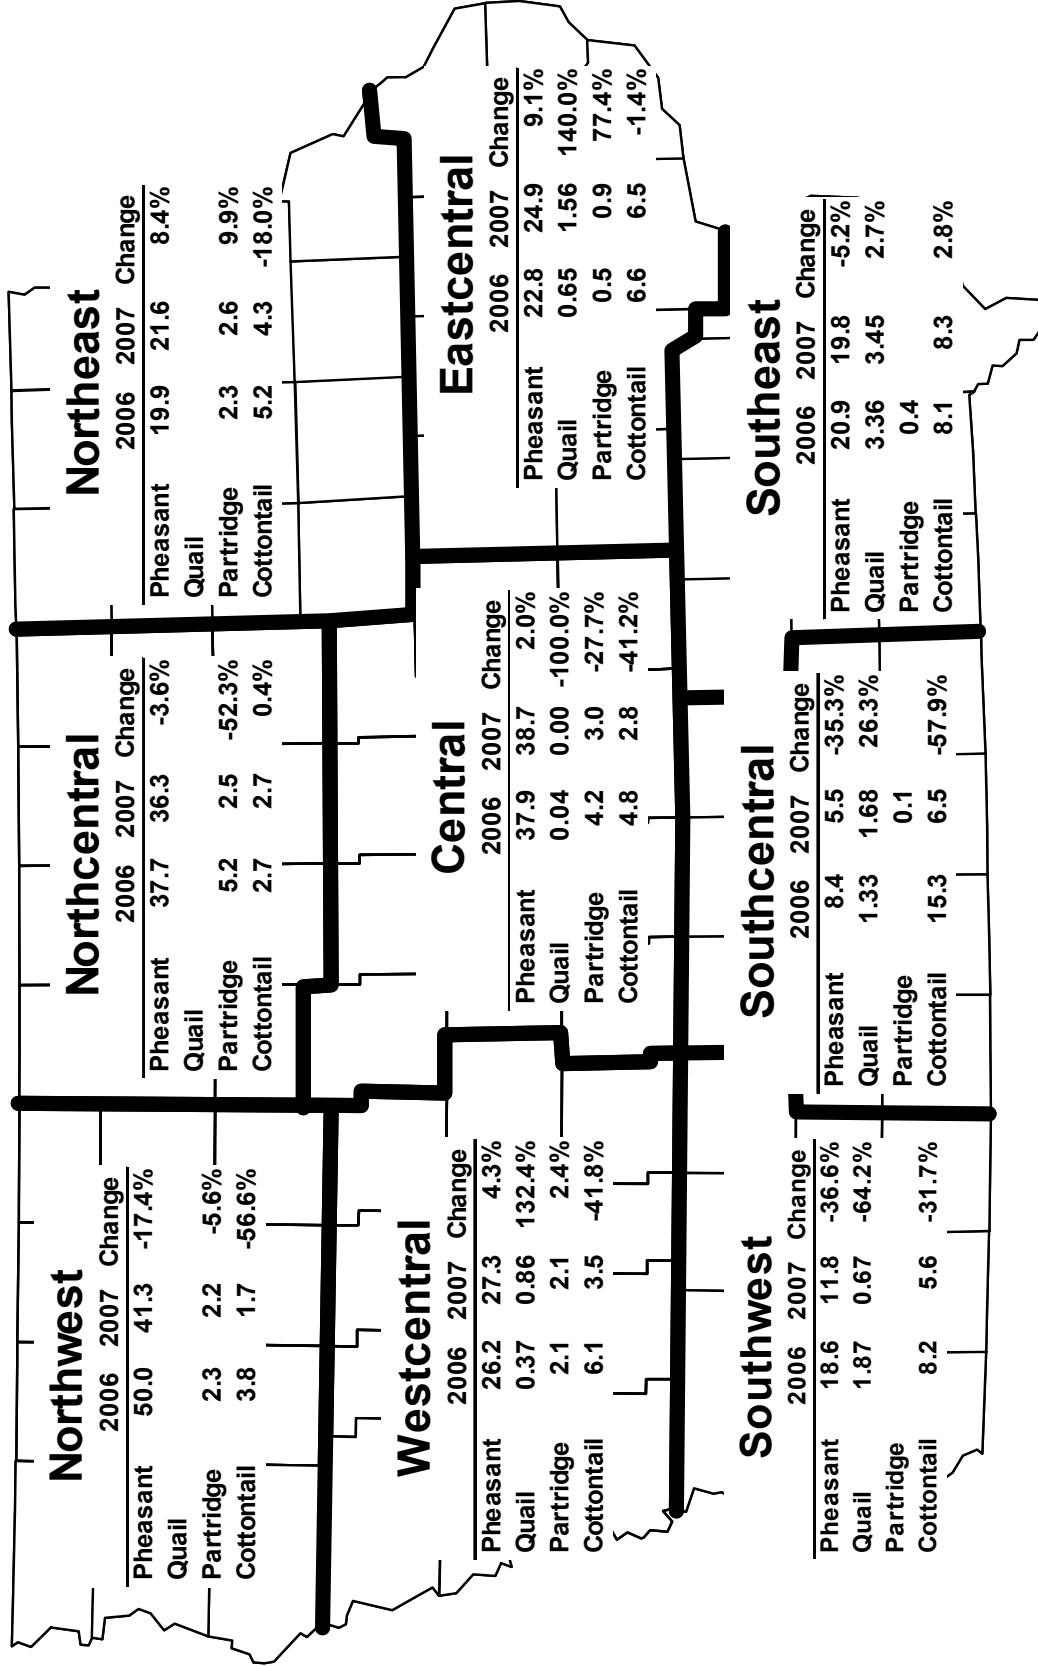 Northwest
2006 2007 Change
Pheasant 50.0 41.3 -17.4%
Quail
Partridge 2.3 2.2 -5.6%
Cottontail 3.8 1.7 -56.6%
Northcentral
2006 2007 Change
Pheasant 37.7 36.3 -3.6%
Quail
Partridge 5.2 2.5 -52.3%
Cottontail 2.7 2.7 0.4%
Northeast
2006 2007 Change
Pheasant 19.9 21.6 8.4%
Quail
Partridge 2.3 2.6 9.9%
Cottontail 5.2 4.3 -18.0%
Westcentral
2006 2007 Change
Pheasant 26.2 27.3 4.3%
Quail 0.37 0.86 132.4%
Partridge 2.1 2.1 2.4%
Cottontail 6.1 3.5 -41.8%
Central
2006 2007 Change
Pheasant 37.9 38.7 2.0%
Quail 0.04 0.00 -100.0%
Partridge 4.2 3.0 -27.7%
Cottontail 4.8 2.8 -41.2%
Eastcentral
2006 2007 Change
Pheasant 22.8 24.9 9.1%
Quail 0.65 1.56 140.0%
Partridge 0.5 0.9 77.4%
Cottontail 6.6 6.5 -1.4%
Southwest
2006 2007 Change
Pheasant 18.6 11.8 -36.6%
Quail 1.87 0.67 -64.2%
Partridge
Cottontail 8.2 5.6 -31.7%
Southcentral
2006 2007 Change
Pheasant 8.4 5.5 -35.3%
Quail 1.33 1.68 26.3%
Partridge 0.1
Cottontail 15.3 6.5 -57.9%
Southeast
2006 2007 Change
Pheasant 20.9 19.8 -5.2%
Quail 3.36 3.45 2.7%
Partridge 0.4
Cottontail 8.1 8.3 2.8%